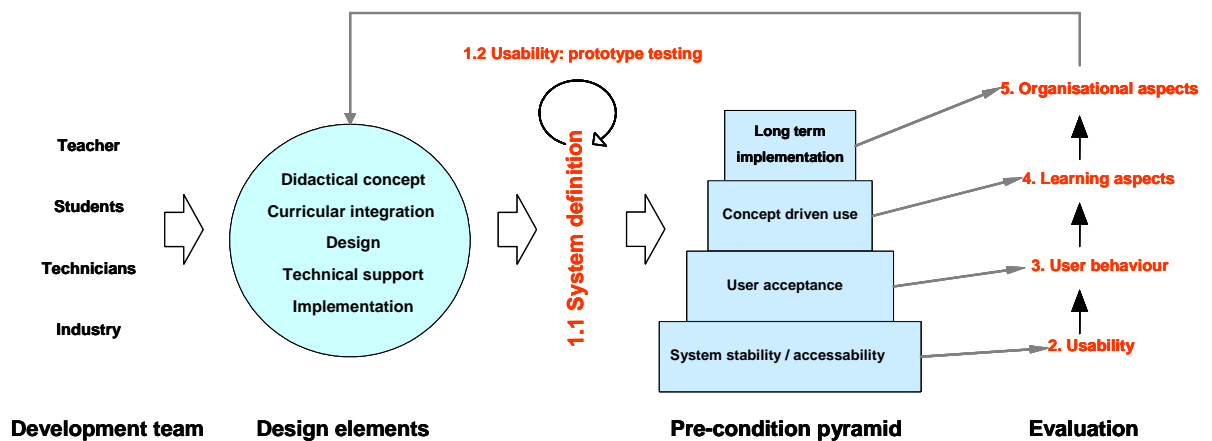 1.2 Usability: prototype testing
Teacher
Students
Technicians
Industry
Didactical concept
Curricular integration
Design
Technical support
Implementation
1.1 System definition
Long term
implementation
Concept driven use
User acceptance
System stability / accessability
5. Organisational aspects
4. Learning aspects
3. User behaviour
2. Usability
Development team
Design elements
Pre-condition pyramid
Evaluation